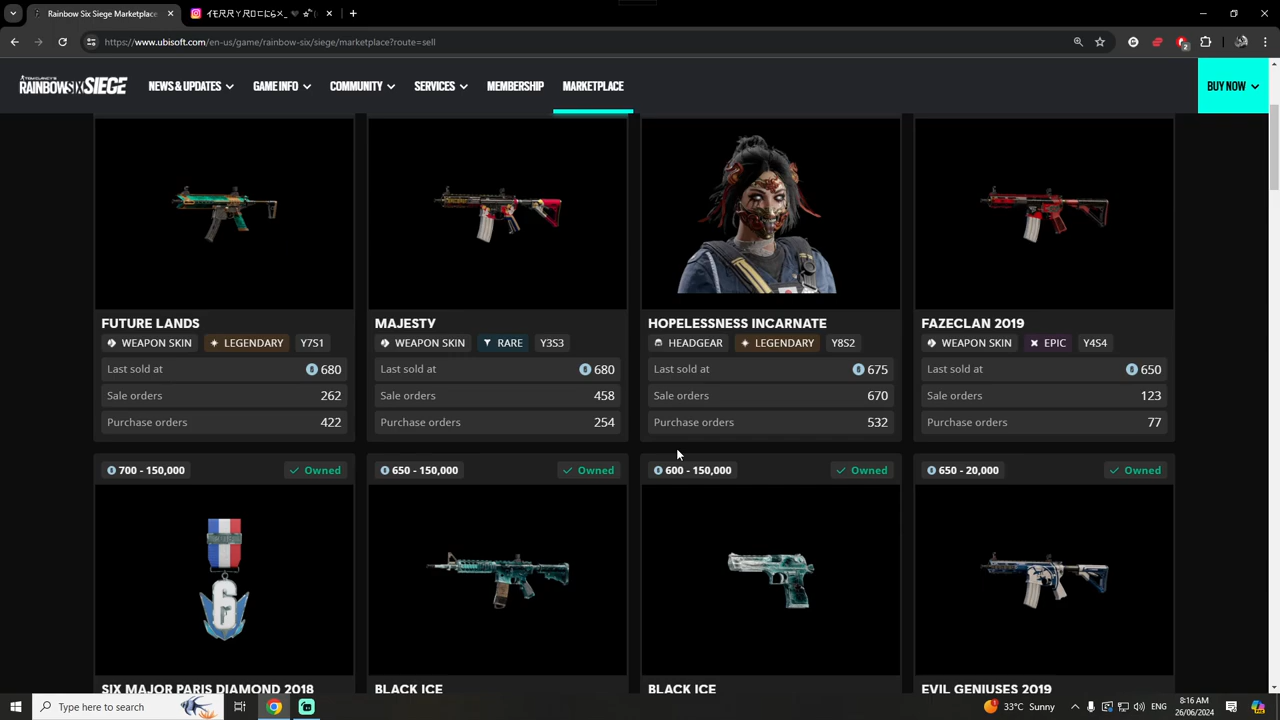 Rainbow Six Siege Marketplace
https://www.ubisoft.com/en-us/game/rainbow-six/siege/marketplace?route=sell
2
TOM CLANCY'S
RAINBOWSIX SIEGE
NEWS & UPDATES
GAME INFO
COMMUNITY
SERVICES
MEMBERSHIP
MARKETPLACE
BUY NOW
FUTURE LANDS
WEAPON SKIN LEGENDARY Y7S1
Last sold at 680
Sale orders 262
Purchase orders 422
MAJESTY
WEAPON SKIN RARE Y3S3
Last sold at 680
Sale orders 458
Purchase orders 254
HOPELESSNESS INCARNATE
HEADGEAR LEGENDARY Y8S2
Last sold at 675
Sale orders 670
Purchase orders 532
FAZECLAN 2019
WEAPON SKIN EPIC Y4S4
Last sold at 650
Sale orders 123
Purchase orders 77
700 - 150,000 Owned
SIX MAJOR PARIS DIAMOND 2018
650 - 150,000 Owned
BLACK ICE
600 - 150,000 Owned
BLACK ICE
650 - 20,000 Owned
EVIL GENIUSES 2019
Type here to search
33°C Sunny
ENG
8:16 AM
26/06/2024